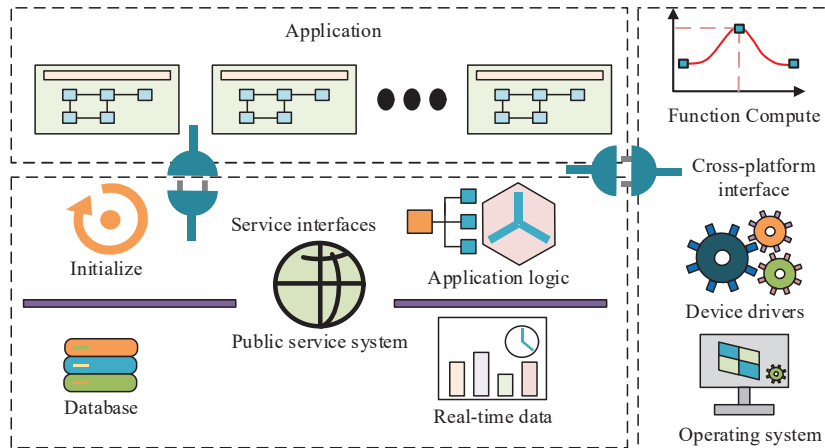 Application
Function Compute
Cross-platform
interface
Service interfaces
Initialize
Application logic
Device drivers
Public service system
Database
Real-time data
Operating system